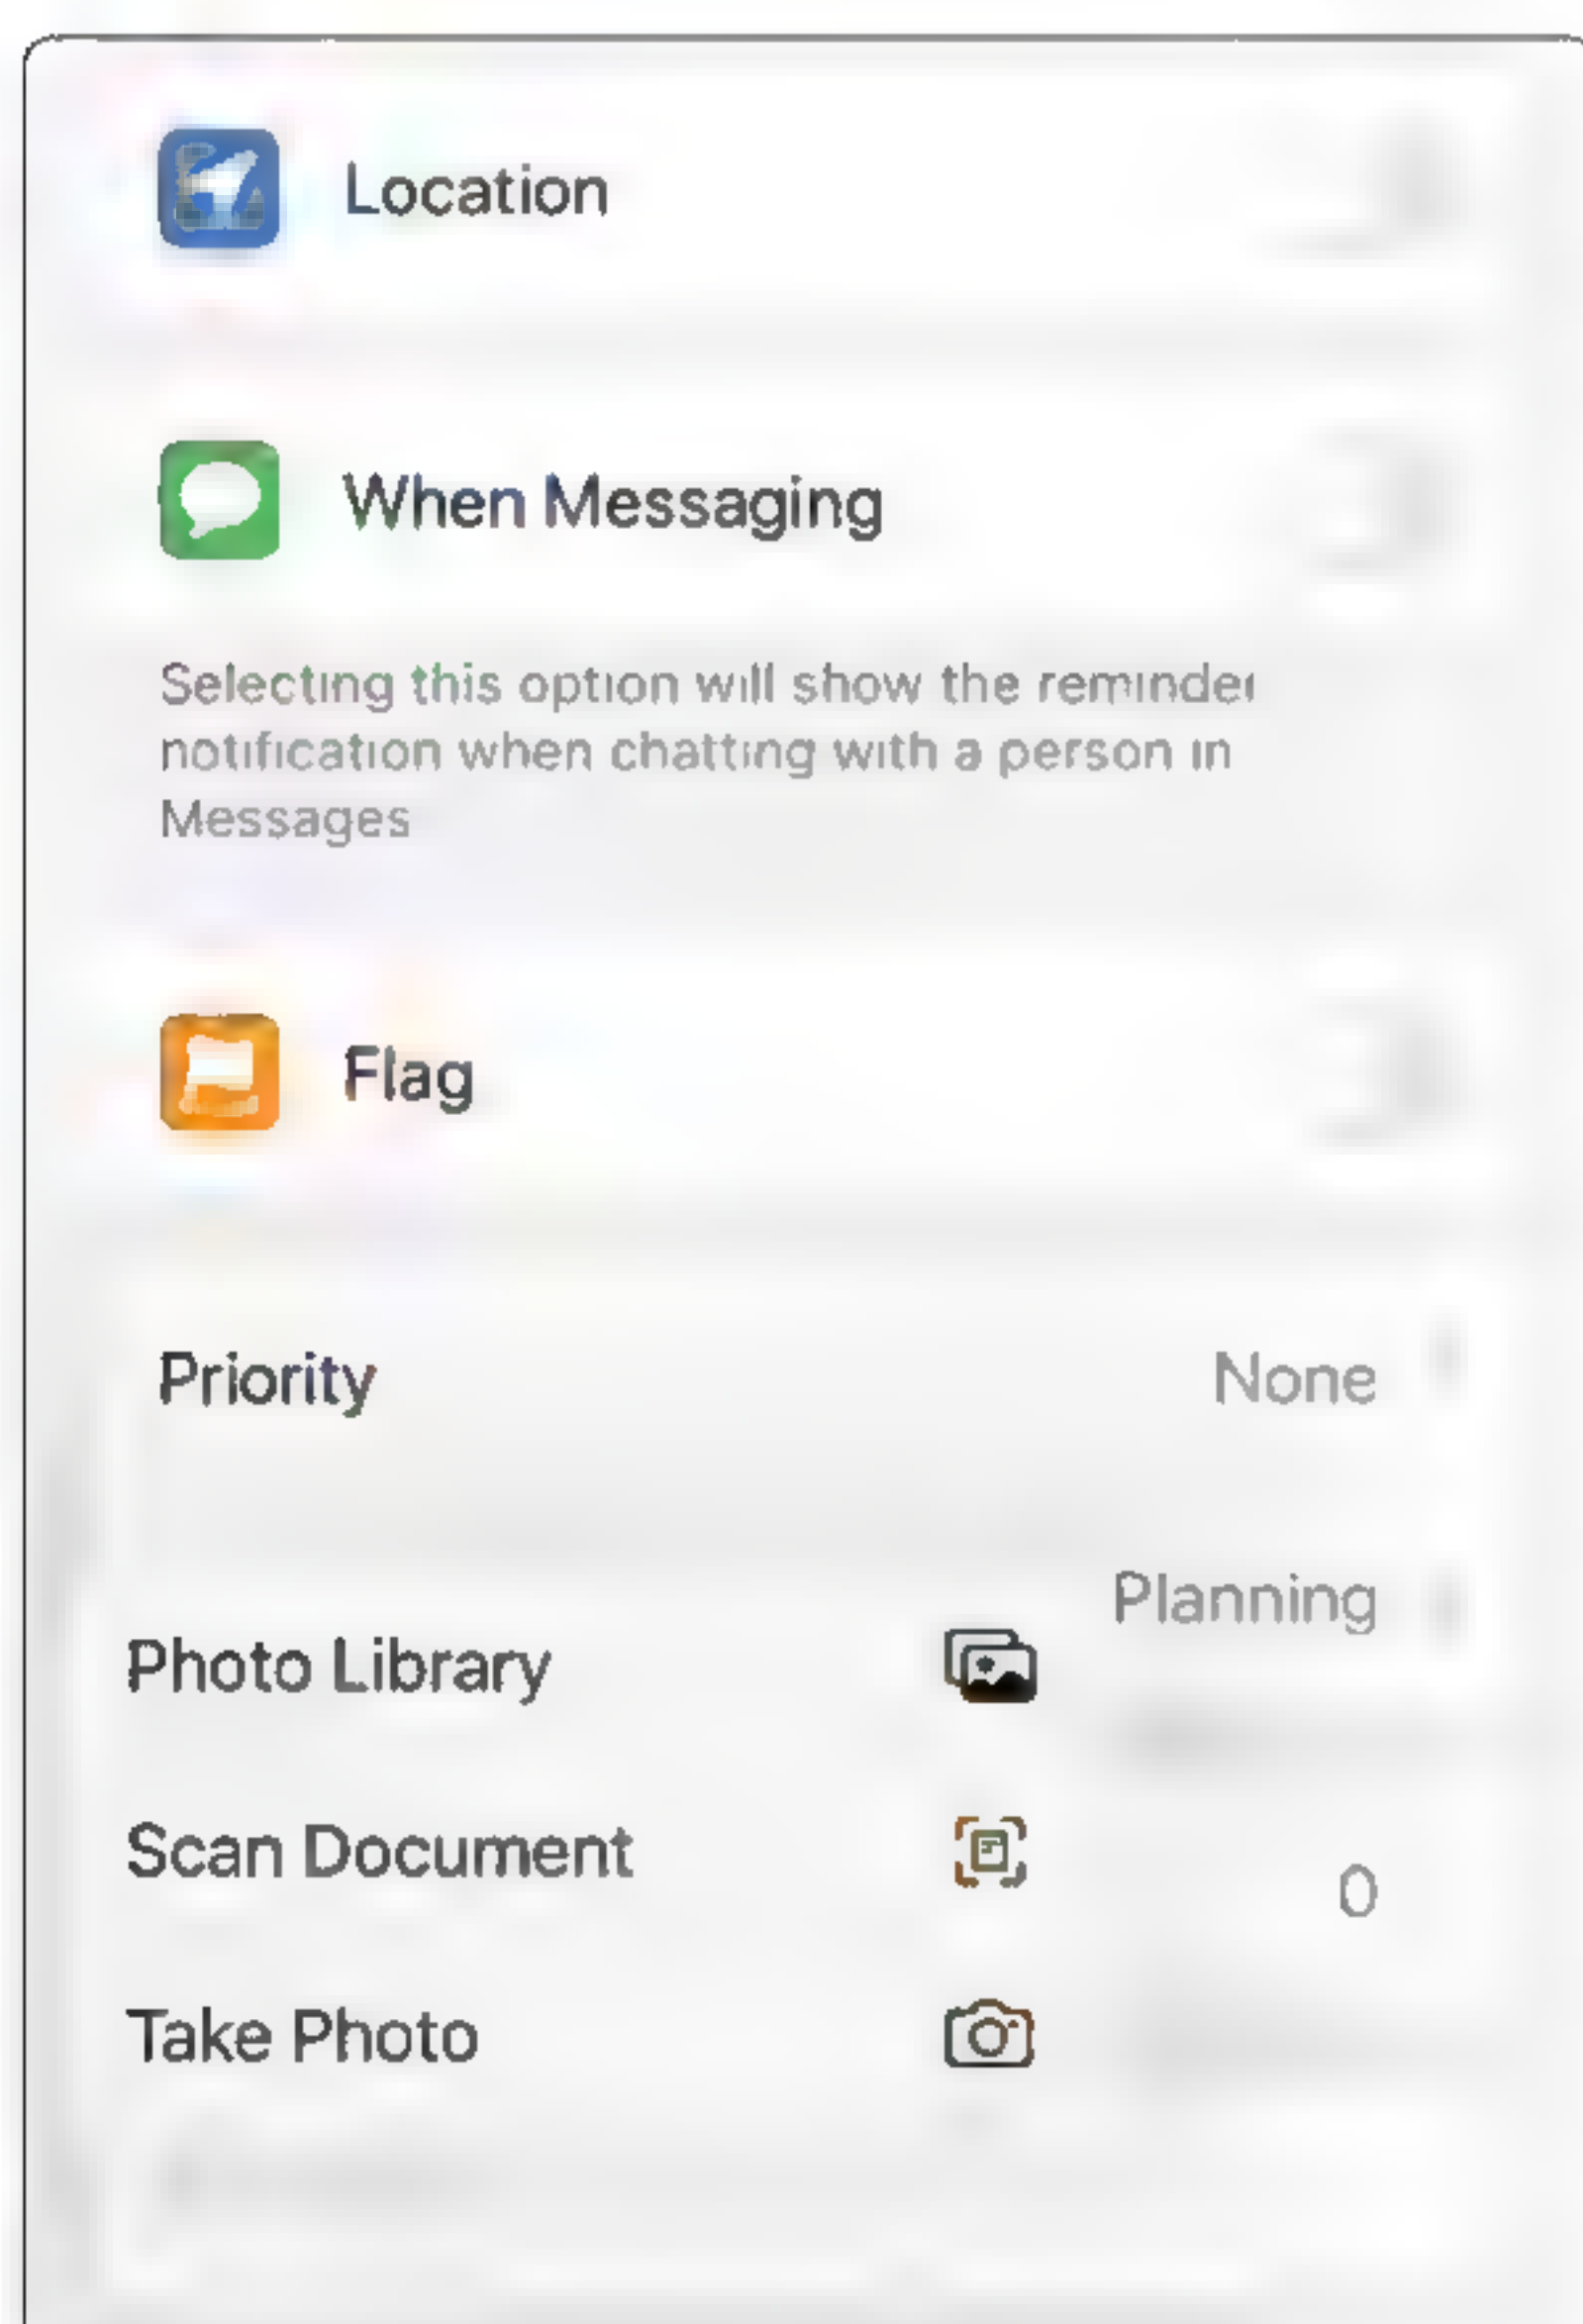 Location
When Messaging
Selecting this option will show the reminder
notification when chatting with a person in
Messages
Flag
Priority
None
Planning
Photo Library
Scan Document
0
Take Photo